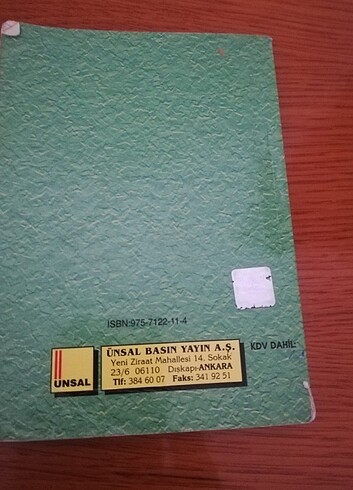 ISBN:975-7122-11-4
ÜNSAL
ÜNSAL BASIN YAYIN A.Ş.
Yeni Ziraat Mahallesi 14. Sokak
23/6 06110 Dışkapı-ANKARA
Tlf: 384 60 07 Faks: 341 92 51
KDV DAHİL: